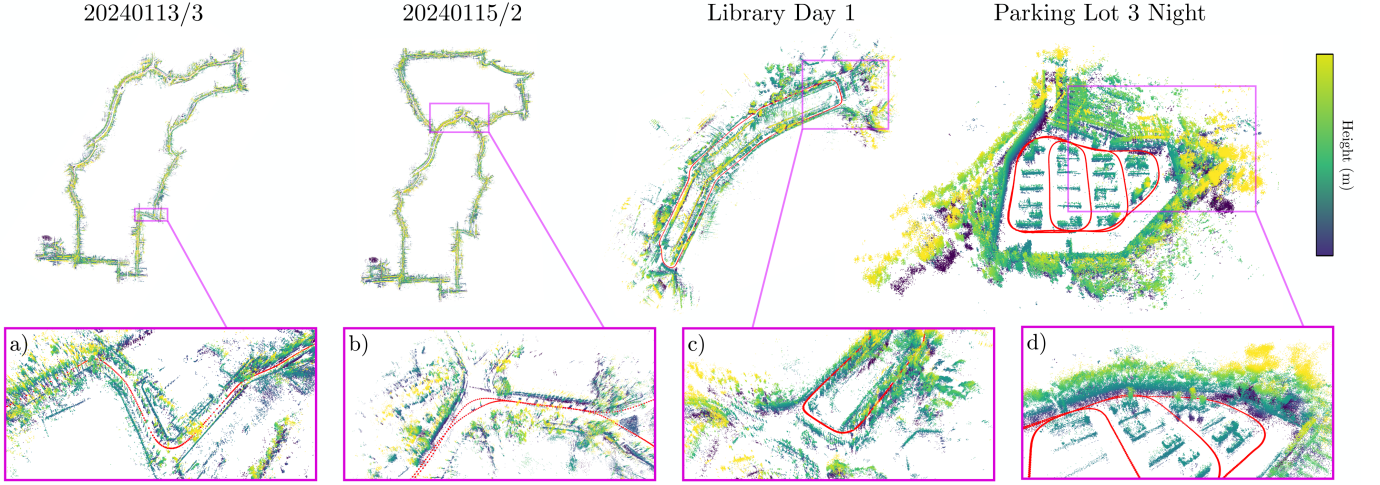 20240113/3
20240115/2
Library Day 1
Parking Lot 3 Night
Height (m)
a)
b)
c)
d)